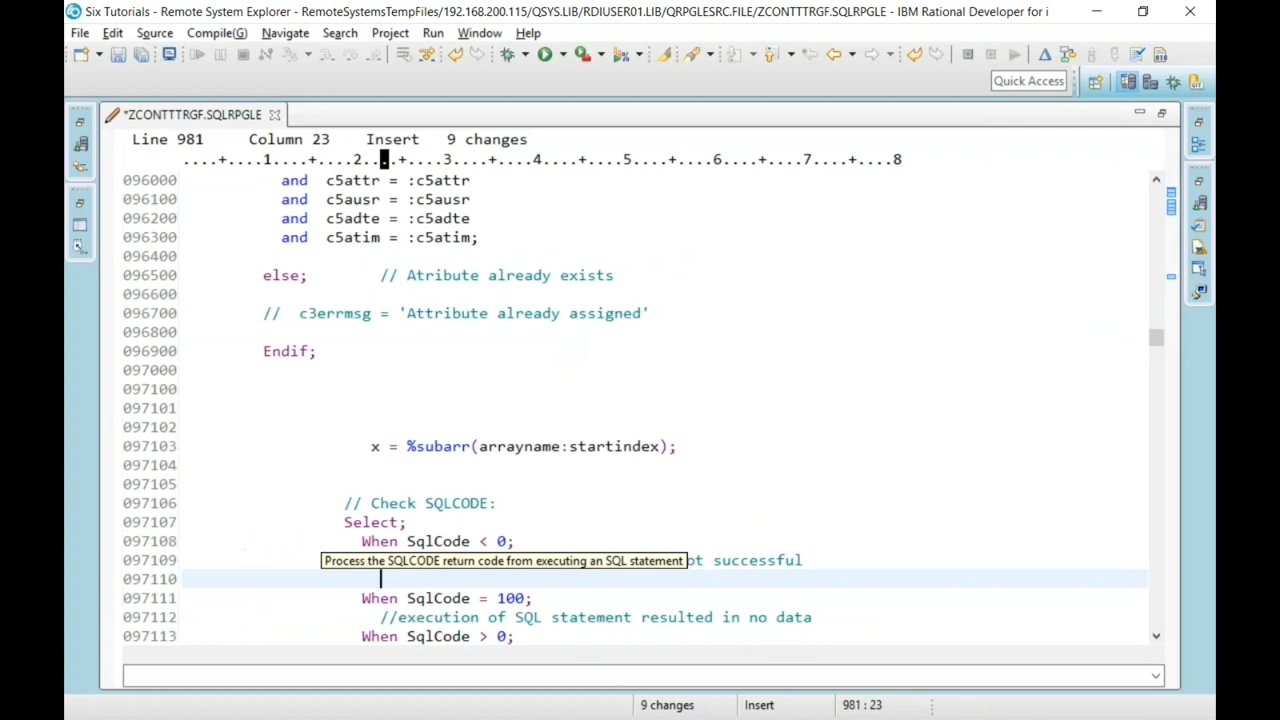 Six Tutorials - Remote System Explorer - RemoteSystemsTempFiles/192.168.200.115/QSYS.LIB/RDIUSER01.LIB/QRPGLESRC.FILE/ZCONTTTRGF.SQLRPGLE - IBM Rational Developer for i
File Edit Source Compile(G) Navigate Search Project Run Window Help
Quick Access
*ZCONTTTRGF.SQLRPGLE
Line 981 Column 23 Insert 9 changes
....+....1....+....2....+....3....+....4....+....5....+....6....+....7....+....8
096000 and c5attr = :c5attr
096100 and c5ausr = :c5ausr
096200 and c5adte = :c5adte
096300 and c5atim = :c5atim;
096400
096500 else; // Atribute already exists
096600
096700 // c3errmsg = 'Attribute already assigned'
096800
096900 Endif;
097000
097100
097101
097102
097103 x = %subarr(arrayname:startindex);
097104
097105
097106 // Check SQLCODE:
097107 Select;
097108 When SqlCode < 0;
097109 Process the SQLCODE return code from executing an SQL statement ot successful
097110
097111 When SqlCode = 100;
097112 //execution of SQL statement resulted in no data
097113 When SqlCode > 0;
9 changes Insert 981 : 23